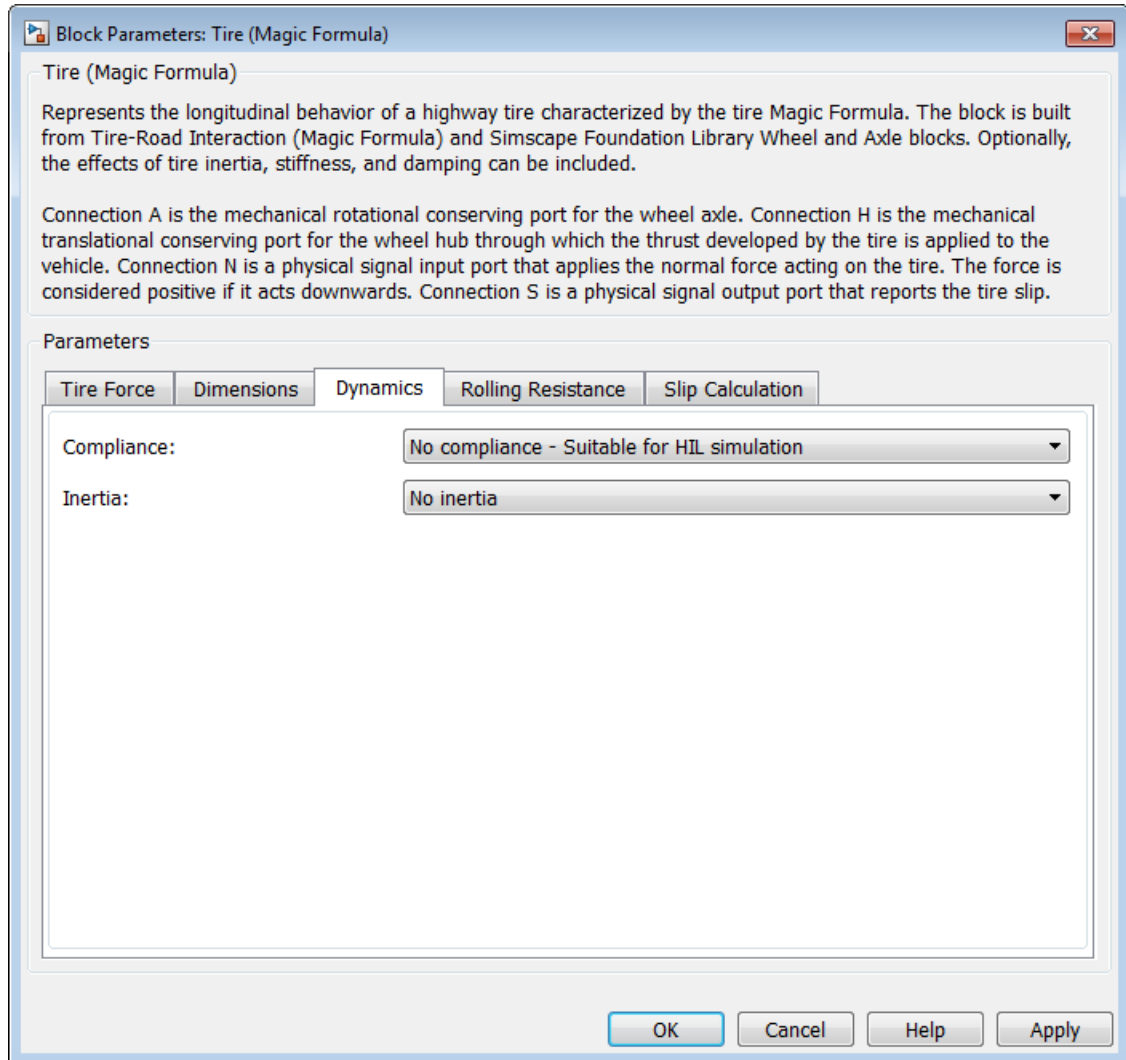 Block Parameters: Tire (Magic Formula)
Tire (Magic Formula)
Represents the longitudinal behavior of a highway tire characterized by the tire Magic Formula. The block is built
from Tire-Road Interaction (Magic Formula) and Simscape Foundation Library Wheel and Axle blocks. Optionally,
the effects of tire inertia, stiffness, and damping can be included.
Connection A is the mechanical rotational conserving port for the wheel axle. Connection H is the mechanical
translational conserving port for the wheel hub through which the thrust developed by the tire is applied to the
vehicle. Connection N is a physical signal input port that applies the normal force acting on the tire. The force is
considered positive if it acts downwards. Connection S is a physical signal output port that reports the tire slip.
Parameters
Tire Force Dimensions Dynamics Rolling Resistance Slip Calculation
Compliance: No compliance - Suitable for HIL simulation
Inertia: No inertia
OK Cancel Help Apply